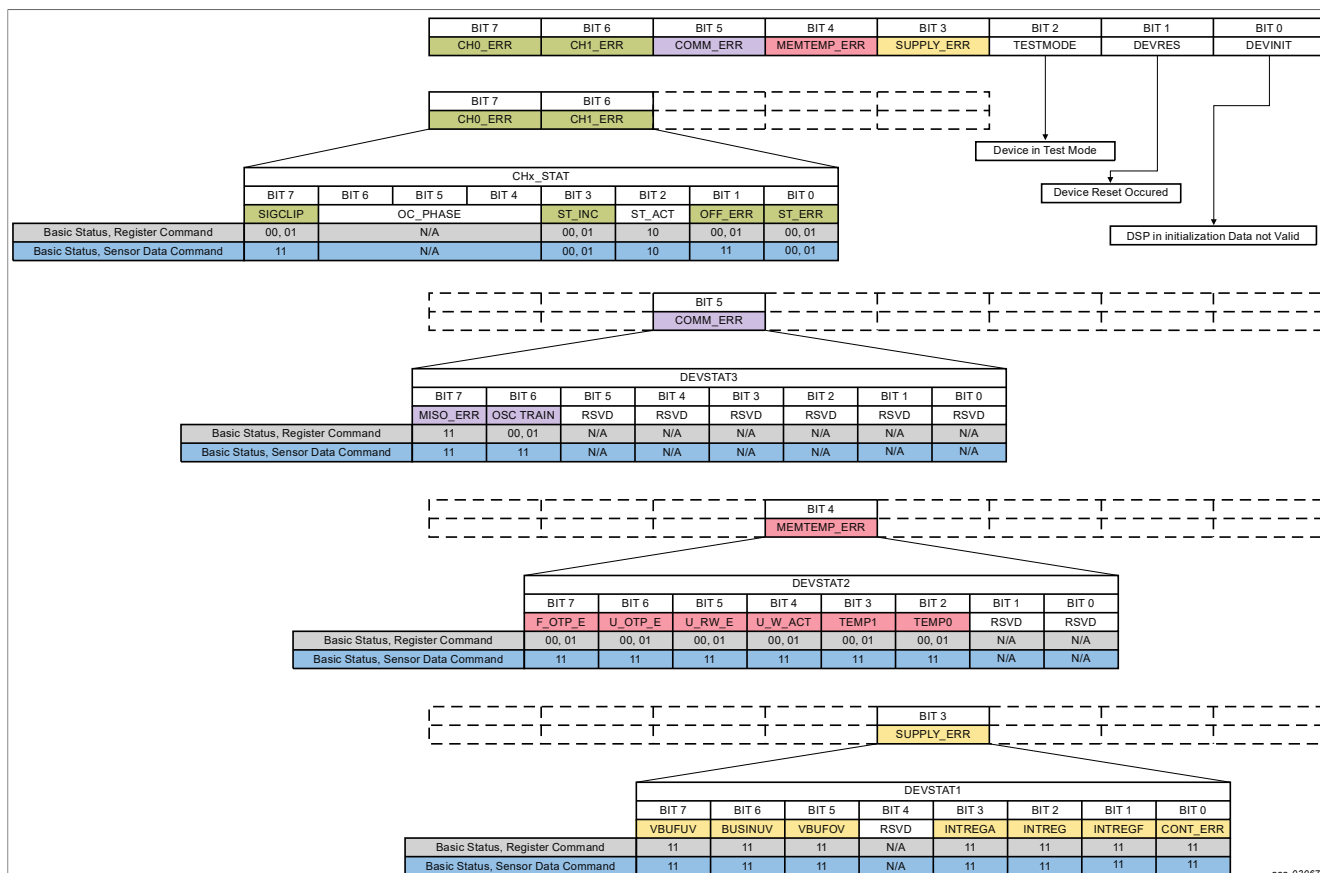 BIT 7 BIT 6 BIT 5 BIT 4 BIT 3 BIT 2 BIT 1 BIT 0
CH0_ERR CH1_ERR COMM_ERR MEMTEMP_ERR SUPPLY_ERR TESTMODE DEVRES DEVINIT
BIT 7 BIT 6
CH0_ERR CH1_ERR
Device in Test Mode
Device Reset Occured
DSP in initialization Data not Valid
CHx_STAT
BIT 7 BIT 6 BIT 5 BIT 4 BIT 3 BIT 2 BIT 1 BIT 0
SIGCLIP OC_PHASE ST_INC ST_ACT OFF_ERR ST_ERR
Basic Status, Register Command 00, 01 N/A 00, 01 10 00, 01 00, 01
Basic Status, Sensor Data Command 11 N/A 00, 01 10 11 00, 01
BIT 5
COMM_ERR
DEVSTAT3
BIT 7 BIT 6 BIT 5 BIT 4 BIT 3 BIT 2 BIT 1 BIT 0
MISO_ERR OSC TRAIN RSVD RSVD RSVD RSVD RSVD RSVD
Basic Status, Register Command 11 00, 01 N/A N/A N/A N/A N/A N/A
Basic Status, Sensor Data Command 11 11 N/A N/A N/A N/A N/A N/A
BIT 4
MEMTEMP_ERR
DEVSTAT2
BIT 7 BIT 6 BIT 5 BIT 4 BIT 3 BIT 2 BIT 1 BIT 0
F_OTP_E U_OTP_E U_RW_E U_W_ACT TEMP1 TEMP0 RSVD RSVD
Basic Status, Register Command 00, 01 00, 01 00, 01 00, 01 00, 01 00, 01 N/A N/A
Basic Status, Sensor Data Command 11 11 11 11 11 11 N/A N/A
BIT 3
SUPPLY_ERR
DEVSTAT1
BIT 7 BIT 6 BIT 5 BIT 4 BIT 3 BIT 2 BIT 1 BIT 0
VBUFUV BUSINUV VBUFOV RSVD INTREGA INTREG INTREGF CONT_ERR
Basic Status, Register Command 11 11 11 N/A 11 11 11 11
Basic Status, Sensor Data Command 11 11 11 N/A 11 11 11 11